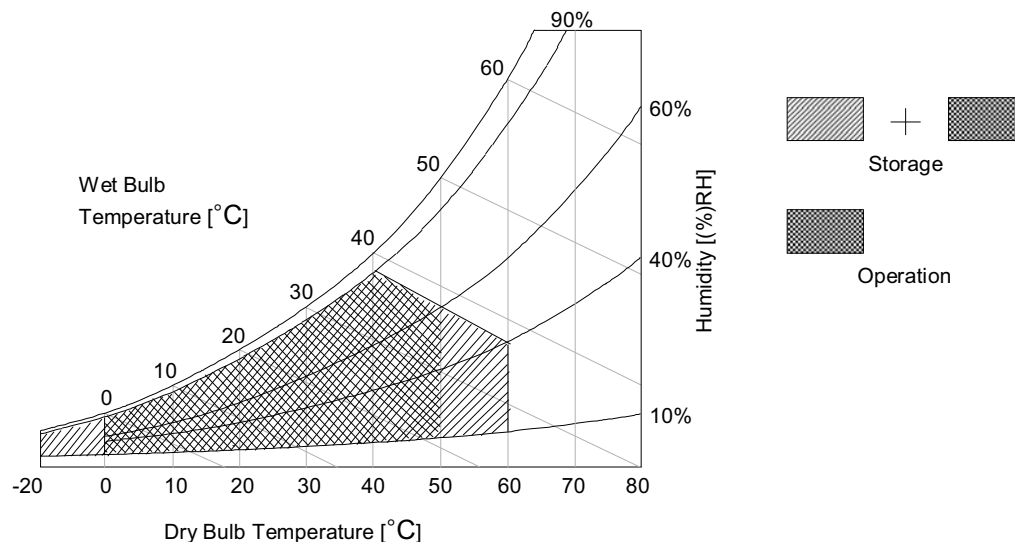 90%
60
60%
50
Wet Bulb
Temperature [°C]
40
40%
30
20
10
0
10%
Humidity [(%)RH]
-20 0 10 20 30 40 50 60 70 80
Dry Bulb Temperature [°C]
Storage
Operation